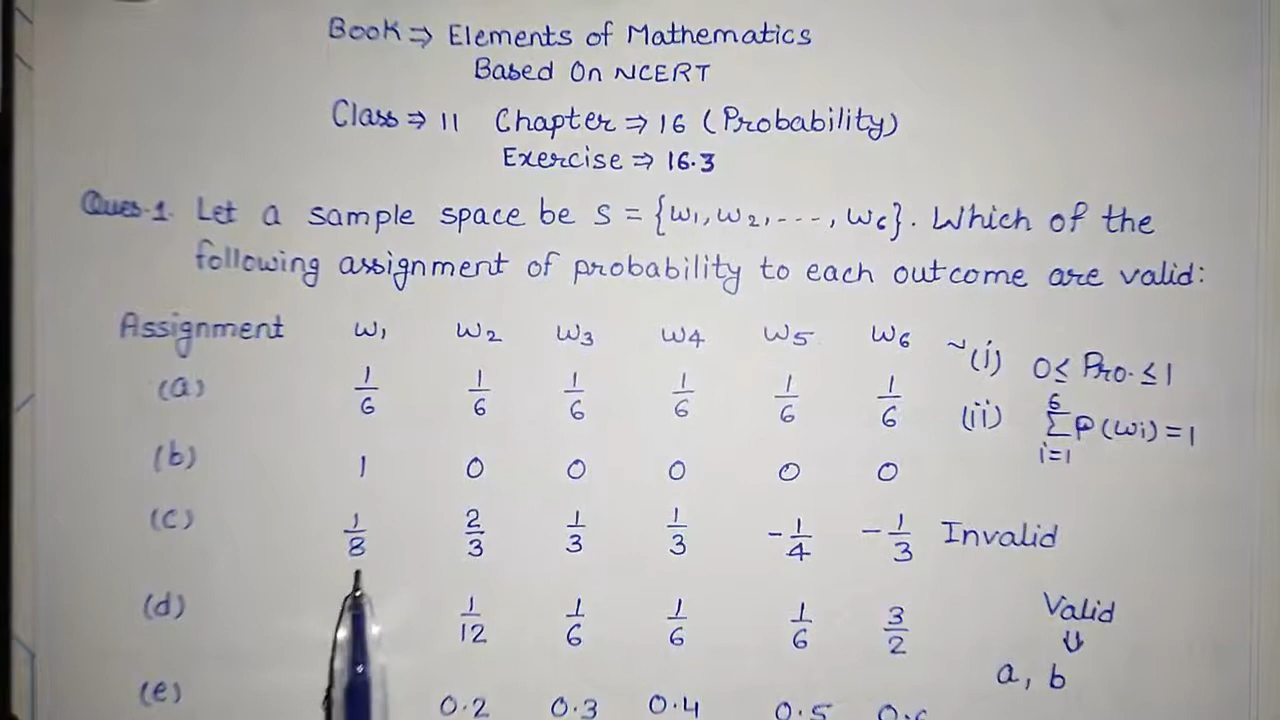 Book ⇒ Elements of Mathematics
Based On NCERT
Class ⇒ 11 Chapter ⇒ 16 (Probability)
Exercise ⇒ 16.3
Ques.1. Let a sample space be S = {ω₁, ω₂, ---, ω₆}. Which of the
following assignment of probability to each outcome are valid:
Assignment ω₁ ω₂ ω₃ ω₄ ω₅ ω₆ ~(i) 0 ≤ Pro. ≤ 1
(a) 1/6 1/6 1/6 1/6 1/6 1/6 (ii) ∑_{i=1}^{6} P(ωi) = 1
(b) 1 0 0 0 0 0
(c) 1/8 2/3 1/3 1/3 -1/4 -1/3 Invalid
(d) 1/12 1/6 1/6 1/6 3/2 Valid
⇓
a, b
(e) 0.2 0.3 0.4 0.5